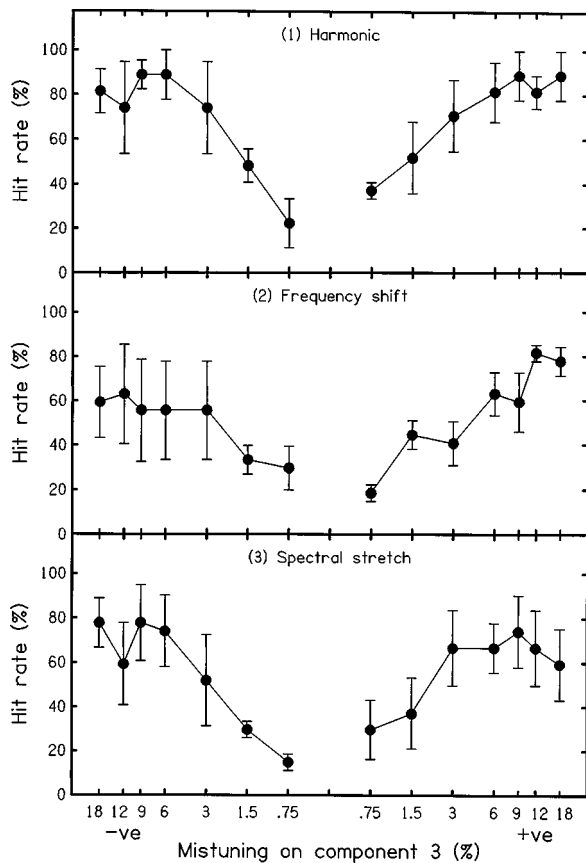 (1) Harmonic
100
80
60
40
20
0
Hit rate (%)
(2) Frequency shift
100
80
60
40
20
0
Hit rate (%)
(3) Spectral stretch
100
80
60
40
20
0
Hit rate (%)
18 12 9 6 3 1.5 .75 .75 1.5 3 6 9 12 18
−ve +ve
Mistuning on component 3 (%)